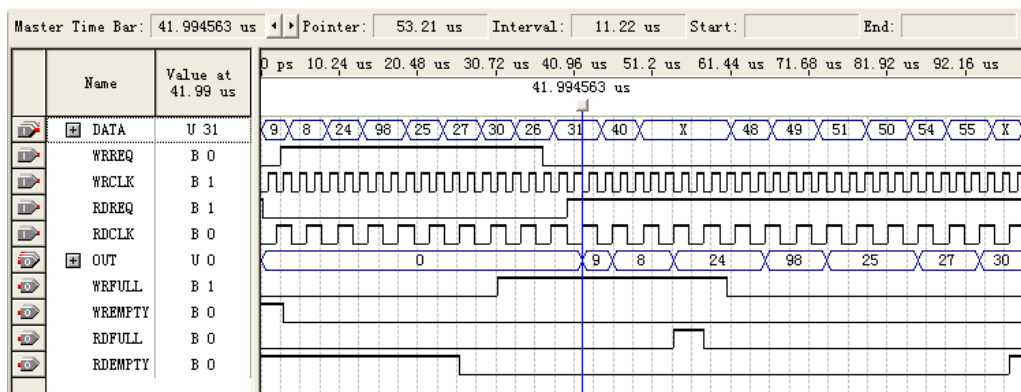 Master Time Bar: 41.994563 us Pointer: 53.21 us Interval: 11.22 us Start: End:
Name Value at 41.99 us 0 ps 10.24 us 20.48 us 30.72 us 40.96 us 51.2 us 61.44 us 71.68 us 81.92 us 92.16 us
41.994563 us
DATA U 31 9 8 24 98 25 27 30 26 31 40 X 48 49 51 50 54 55 X
WRREQ B 0
WRCLK B 1
RDREQ B 1
RDCLK B 0
OUT U 0 0 9 8 24 98 25 27 30
WRFULL B 1
WREMPTY B 0
RDFULL B 0
RDEMPTY B 0